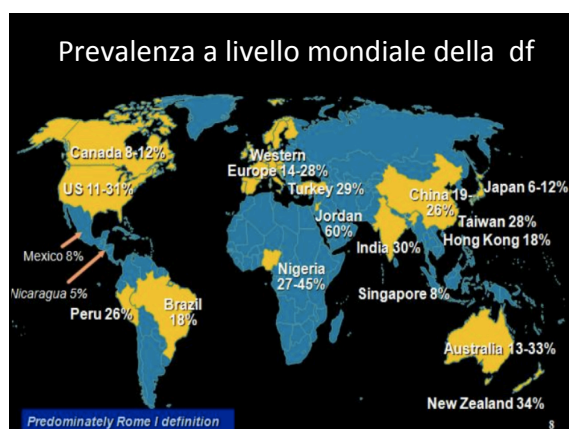 Prevalenza a livello mondiale della df
Canada 8-12%
Western
Europe 14-28%
US 11-31%
Turkey 29%
China 19-
26%
Japan 6-12%
Jordan
60%
Taiwan 28%
India 30%
Hong Kong 18%
Mexico 8%
Nicaragua 5%
Nigeria
27-45%
Singapore 8%
Peru 26%
Brazil
18%
Australia 13-33%
New Zealand 34%
Predominately Rome I definition
8